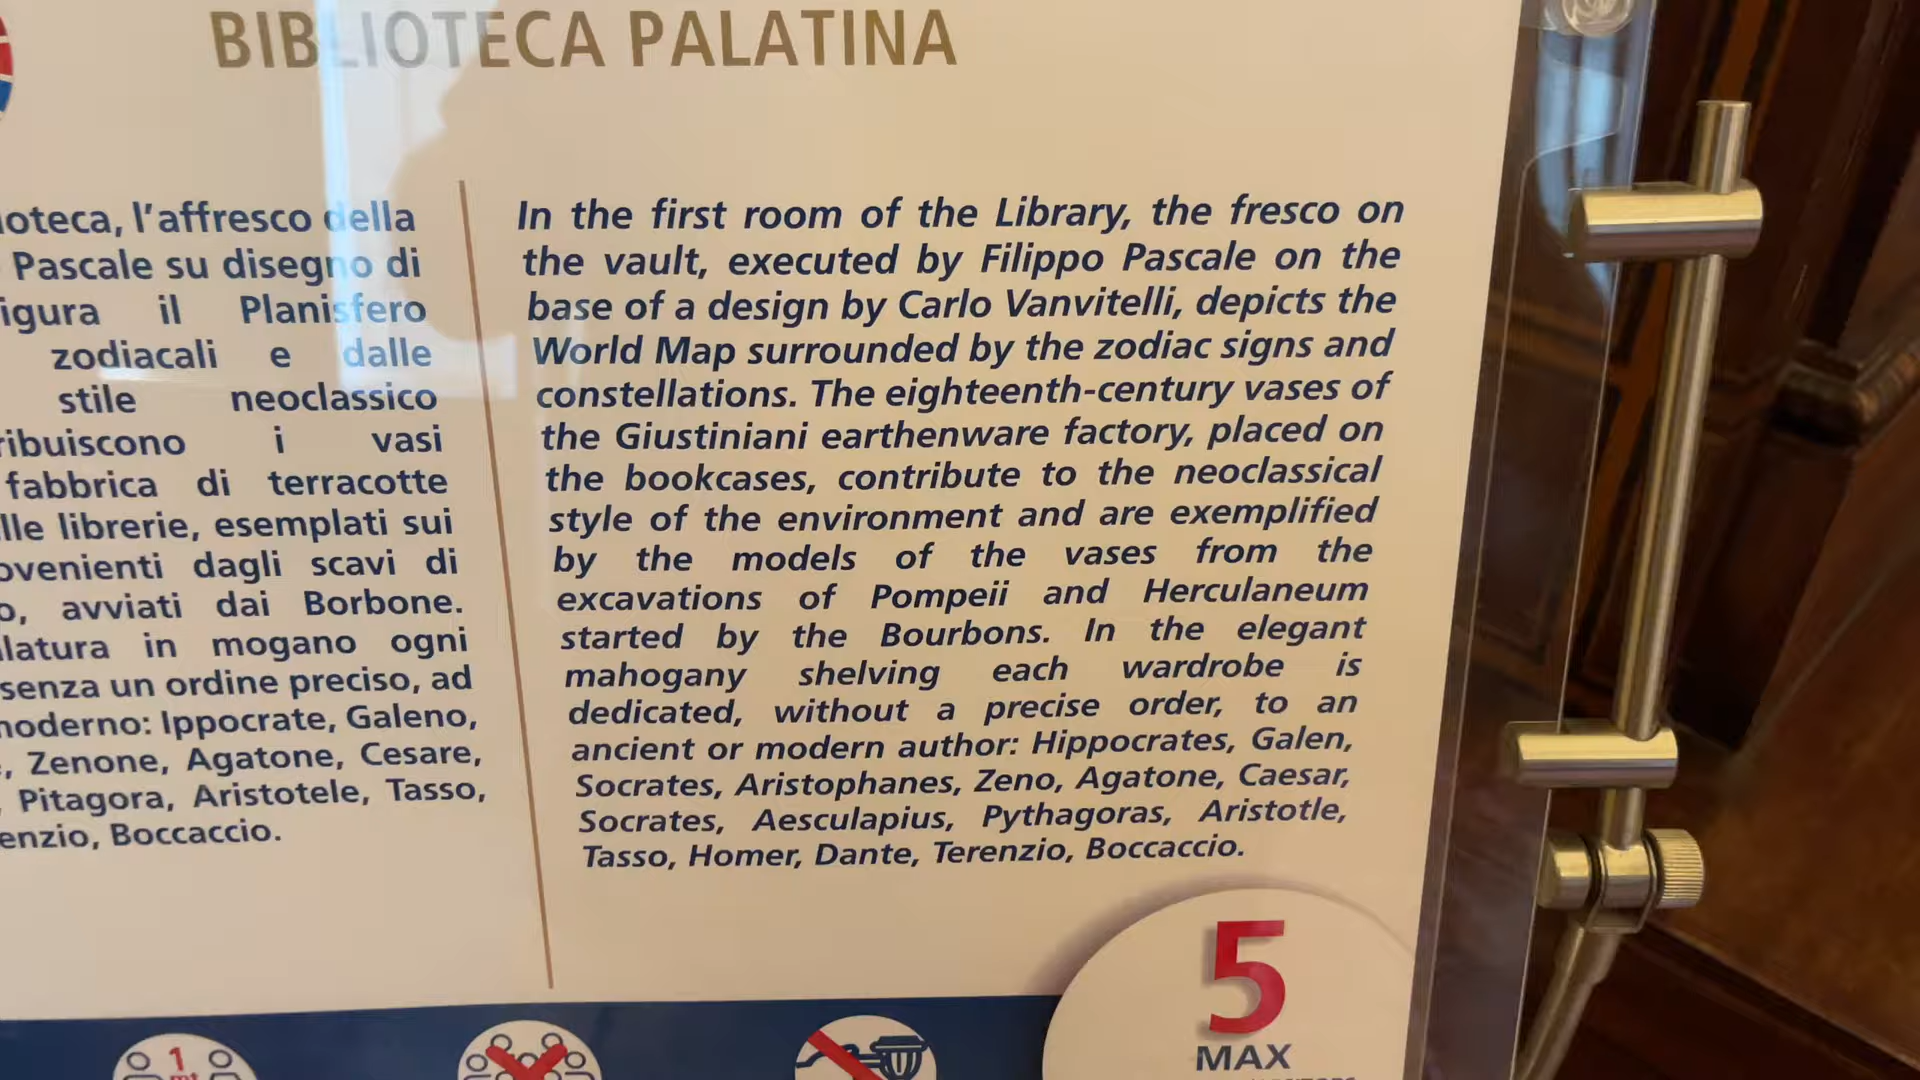 BIBLIOTECA PALATINA
ioteca, l'affresco della
Pascale su disegno di
igura il Planisfero
zodiacali e dalle
stile neoclassico
ribuiscono i vasi
fabbrica di terracotte
lle librerie, esemplati sui
ovenienti dagli scavi di
o, avviati dai Borbone.
alatura in mogano ogni
senza un ordine preciso, ad
moderno: Ippocrate, Galeno,
, Zenone, Agatone, Cesare,
, Pitagora, Aristotele, Tasso,
enzio, Boccaccio.
In the first room of the Library, the fresco on
the vault, executed by Filippo Pascale on the
base of a design by Carlo Vanvitelli, depicts the
World Map surrounded by the zodiac signs and
constellations. The eighteenth-century vases of
the Giustiniani earthenware factory, placed on
the bookcases, contribute to the neoclassical
style of the environment and are exemplified
by the models of the vases from the
excavations of Pompeii and Herculaneum
started by the Bourbons. In the elegant
mahogany shelving each wardrobe is
dedicated, without a precise order, to an
ancient or modern author: Hippocrates, Galen,
Socrates, Aristophanes, Zeno, Agatone, Caesar,
Socrates, Aesculapius, Pythagoras, Aristotle,
Tasso, Homer, Dante, Terenzio, Boccaccio.
5
MAX
1
mt